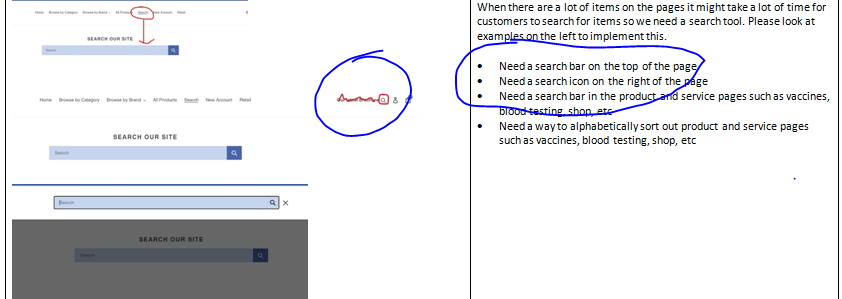 Home Browse by Category Browse by Brand All Products Search New Account Retail
SEARCH OUR SITE
Search
Home Browse by Category Browse by Brand All Products Search New Account Retail
SEARCH OUR SITE
Search
Search
SEARCH OUR SITE
Search
When there are a lot of items on the pages it might take a lot of time for
customers to search for items so we need a search tool. Please look at
examples on the left to implement this.
• Need a search bar on the top of the page
• Need a search icon on the right of the page
• Need a search bar in the product and service pages such as vaccines,
blood testing, shop, etc
• Need a way to alphabetically sort out product and service pages
such as vaccines, blood testing, shop, etc